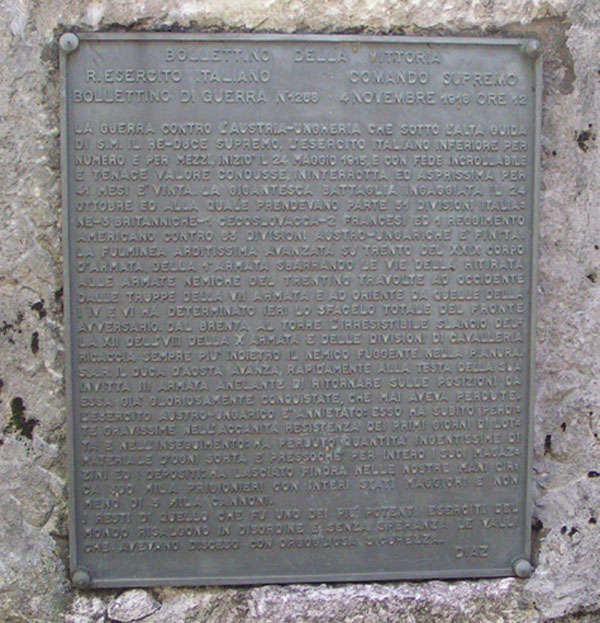 BOLLETTINO DELLA VITTORIA
R. ESERCITO ITALIANO COMANDO SUPREMO
BOLLETTINO DI GUERRA N°1268 4 NOVEMBRE 1918 ORE 12
LA GUERRA CONTRO L'AUSTRIA-UNGHERIA CHE SOTTO L'ALTA GUIDA
DI S.M. IL RE-DUCE SUPREMO, L'ESERCITO ITALIANO INFERIORE PER
NUMERO E PER MEZZI, INIZIO' IL 24 MAGGIO 1915, E CON FEDE INCROLLABILE
E TENACE VALORE CONDUSSE, ININTERROTTA ED ASPRISSIMA PER
41 MESI E' VINTA. LA GIGANTESCA BATTAGLIA INGAGGIATA IL 24
OTTOBRE ED ALLA QUALE PRENDEVANO PARTE 51 DIVISIONI ITALIA-
NE-3 BRITANNICHE-1 CECOSLOVACCA-2 FRANCESI ED 1 REGGIMENTO
AMERICANO CONTRO 63 DIVISIONI AUSTRO-UNGARICHE E' FINITA.
LA FULMINEA ARDITISSIMA AVANZATA SU TRENTO DEL XXIX CORPO
D'ARMATA, DELLA 1ª ARMATA SBARRANDO LE VIE DELLA RITIRATA
ALLE ARMATE NEMICHE DEL TRENTINO TRAVOLTE AD OCCIDENTE
DALLE TRUPPE DELLA VII ARMATA E AD ORIENTE DA QUELLE DELLA
I IV E VI HA DETERMINATO IERI LO SFACELO TOTALE DEL FRONTE
AVVERSARIO. DAL BRENTA AL TORRE L'IRRESISTIBILE SLANCIO DEL-
LA XII DELL'VIII DELLA X ARMATA E DELLE DIVISIONI DI CAVALLERIA
RICACCIA SEMPRE PIU' INDIETRO IL NEMICO FUGGENTE. NELLA PIANURA
S.A.R. IL DUCA D'AOSTA AVANZA, RAPIDAMENTE ALLA TESTA DELLA SUA
INVITTA III ARMATA ANELANTE DI RITORNARE SULLE POSIZIONI DA
ESSA GIA' GLORIOSAMENTE CONQUISTATE, CHE MAI AVEVA PERDUTE.
L'ESERCITO AUSTRO-UNGARICO E' ANNIETATO: ESSO HA SUBITO PERDI-
TE GRAVISSIME NELL'ACCANITA RESISTENZA DEI PRIMI GIORNI DI LOT-
TA E NELL'INSEGUIMENTO: HA PERDUTO QUANTITA' INGENTISSIME DI
MATERIALE D'OGNI SORTA E PRESSOCHE' PER INTERO I SUOI MAGAZ-
ZINI ED I DEPOSITI: HA LASCIATO FINORA NELLE NOSTRE MANI CIR-
CA 300 MILA PRIGIONIERI CON INTERI STATI MAGGIORI E NON
MENO DI 5 MILA CANNONI.
I RESTI DI QUELLO CHE FU UNO DEI PIU' POTENTI ESERCITI DEL
MONDO RISALGONO IN DISORDINE E SENZA SPERANZA LE VALLI
CHE AVEVANO DISCESO CON ORGOGLIOSA SICUREZZA.
DIAZ